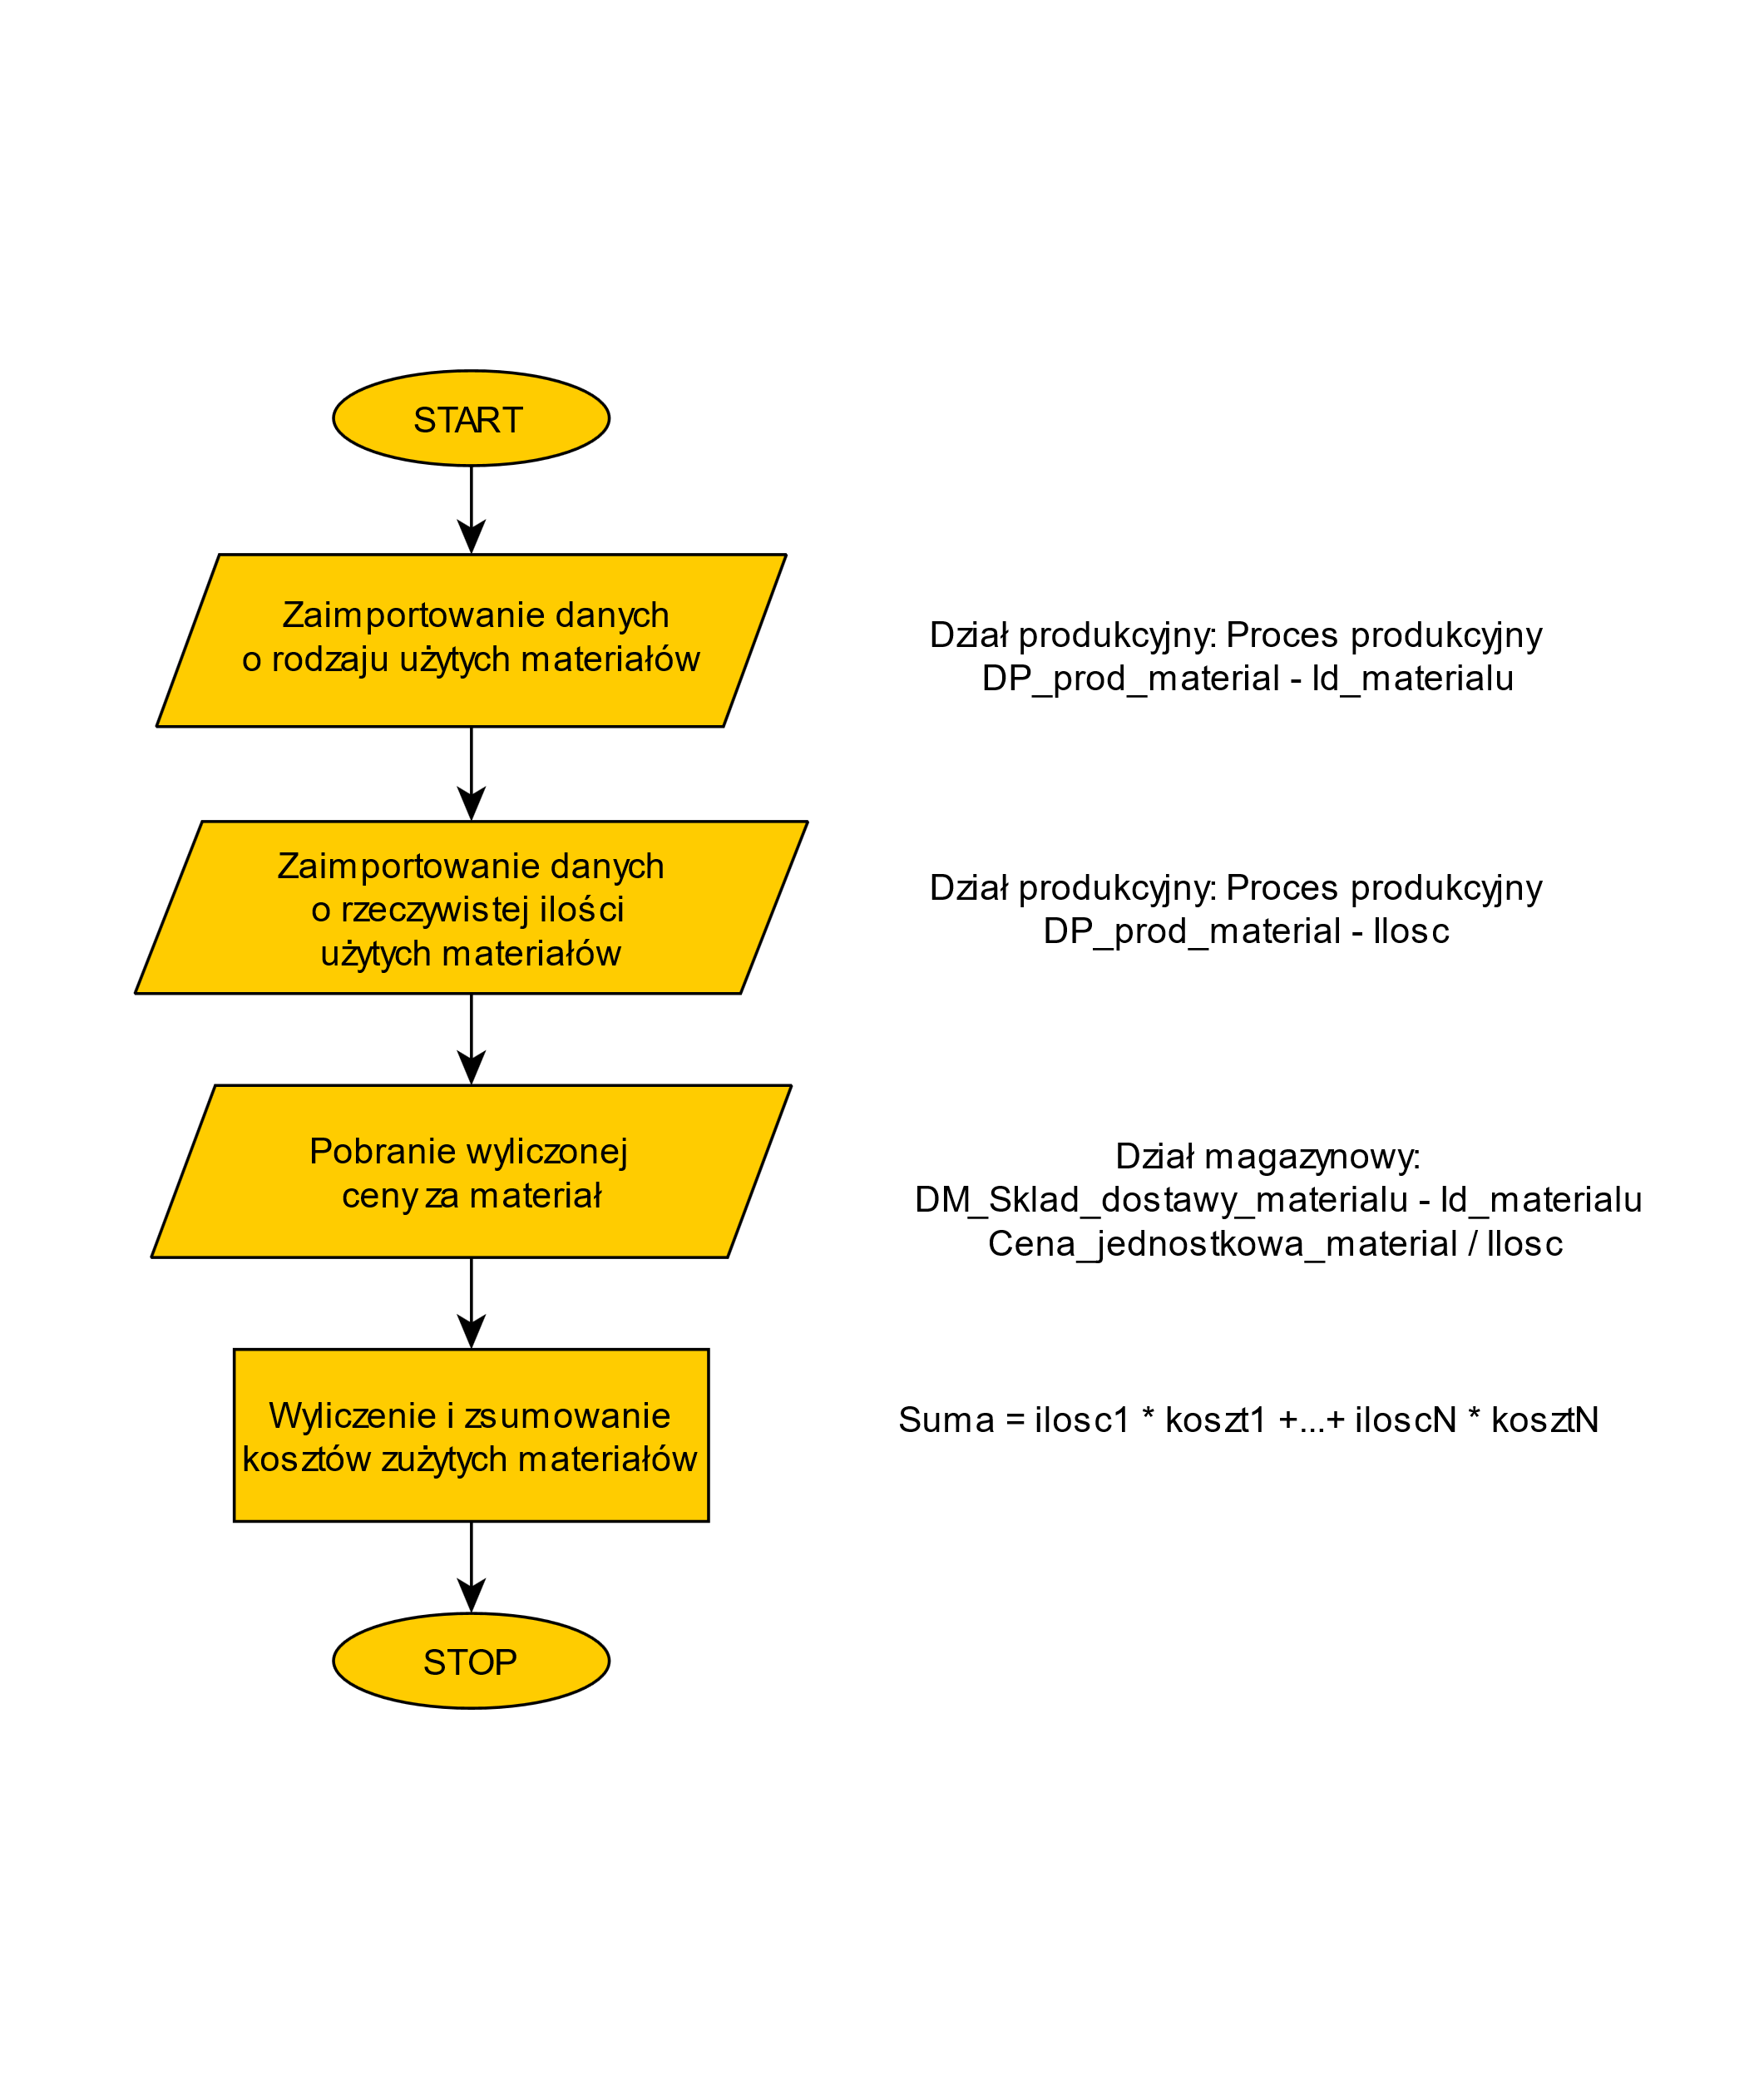 START
Zaimportowanie danych
o rodzaju użytych materiałów
Dział produkcyjny: Proces produkcyjny
DP_prod_material - Id_materialu
Zaimportowanie danych
o rzeczywistej ilości
użytych materiałów
Dział produkcyjny: Proces produkcyjny
DP_prod_material - Ilosc
Pobranie wyliczonej
ceny za materiał
Dział magazynowy:
DM_Sklad_dostawy_materialu - Id_materialu
Cena_jednostkowa_material / Ilosc
Wyliczenie i zsumowanie
kosztów zużytych materiałów
Suma = ilosc1 * koszt1 +...+ iloscN * kosztN
STOP